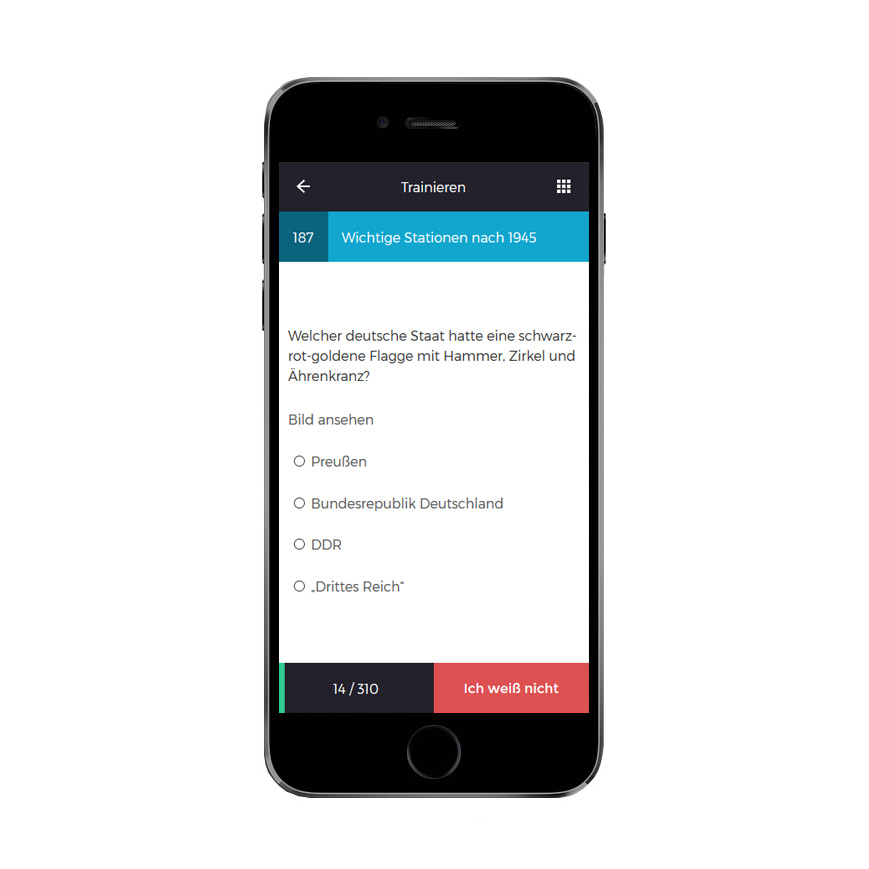 Trainieren
187 Wichtige Stationen nach 1945
Welcher deutsche Staat hatte eine schwarz-
rot-goldene Flagge mit Hammer, Zirkel und
Ährenkranz?
Bild ansehen
Preußen
Bundesrepublik Deutschland
DDR
„Drittes Reich“
14 / 310 Ich weiß nicht